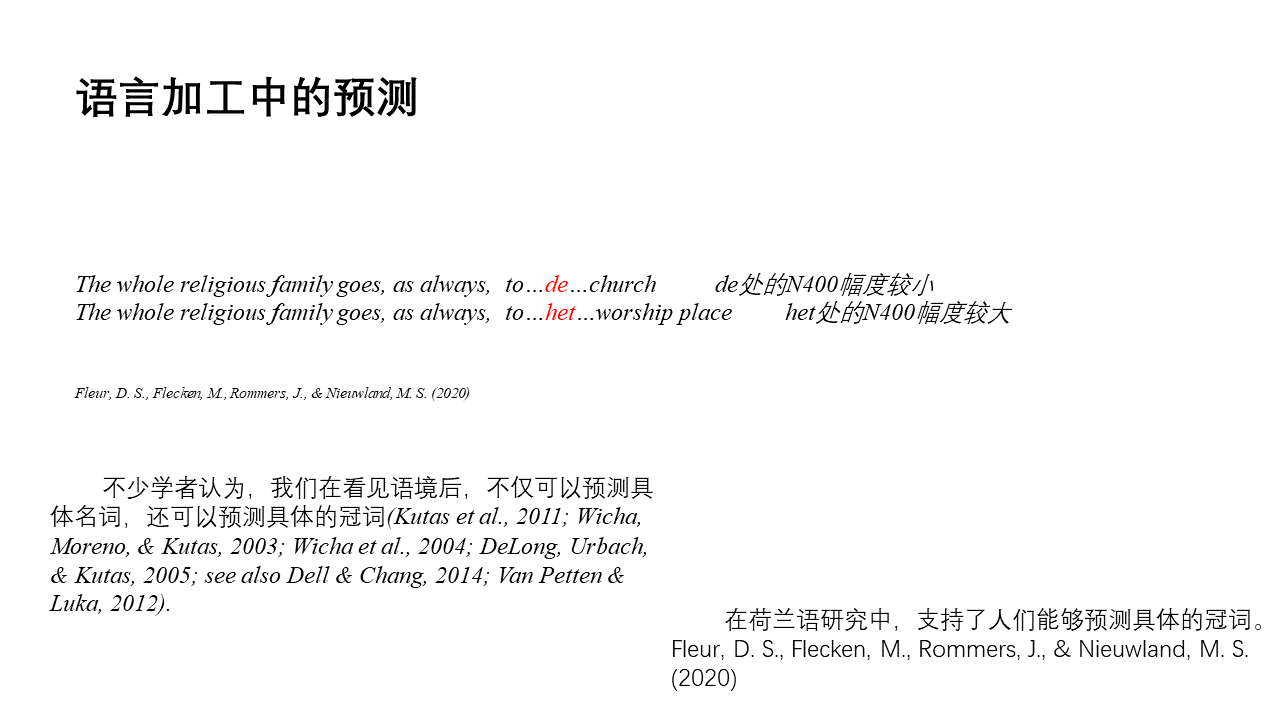 语言加工中的预测
The whole religious family goes, as always, to…de…church de处的N400幅度较小
The whole religious family goes, as always, to…het…worship place het处的N400幅度较大
Fleur, D. S., Flecken, M., Rommers, J., & Nieuwland, M. S. (2020)
不少学者认为，我们在看见语境后，不仅可以预测具
体名词，还可以预测具体的冠词(Kutas et al., 2011; Wicha,
Moreno, & Kutas, 2003; Wicha et al., 2004; DeLong, Urbach,
& Kutas, 2005; see also Dell & Chang, 2014; Van Petten &
Luka, 2012).
在荷兰语研究中，支持了人们能够预测具体的冠词。
Fleur, D. S., Flecken, M., Rommers, J., & Nieuwland, M. S.
(2020)